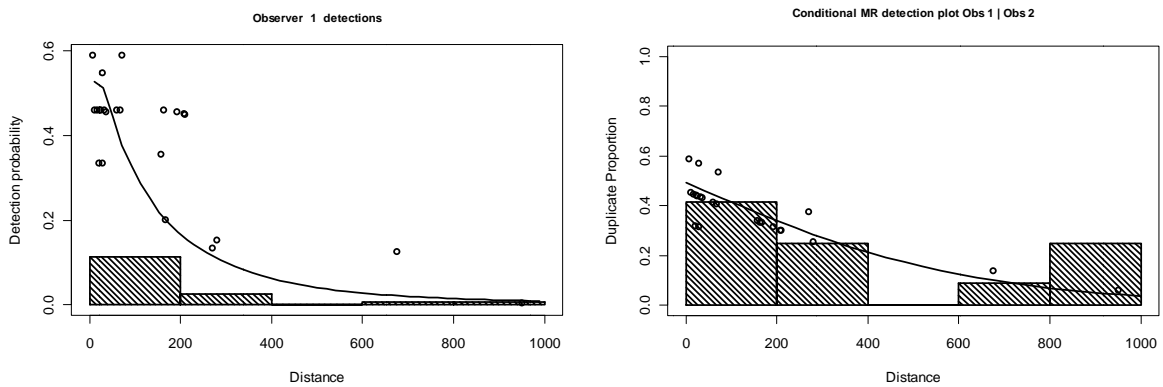 Observer 1 detections
Detection probability
0.6
0.4
0.2
0.0
0 200 400 600 800 1000
Distance
Conditional MR detection plot Obs 1 | Obs 2
Duplicate Proportion
1.0
0.8
0.6
0.4
0.2
0.0
0 200 400 600 800 1000
Distance